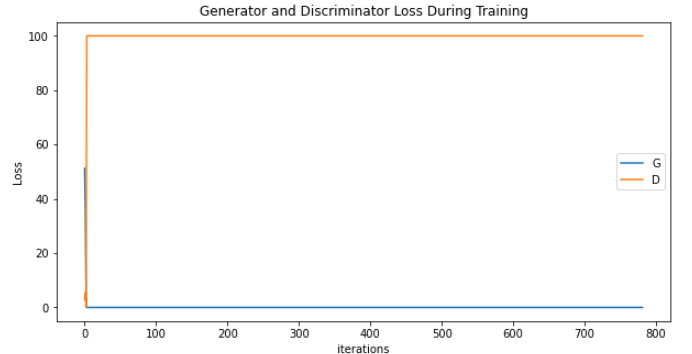 Generator and Discriminator Loss During Training
100
80
60
40
20
0
Loss
G
D
0 100 200 300 400 500 600 700 800
iterations